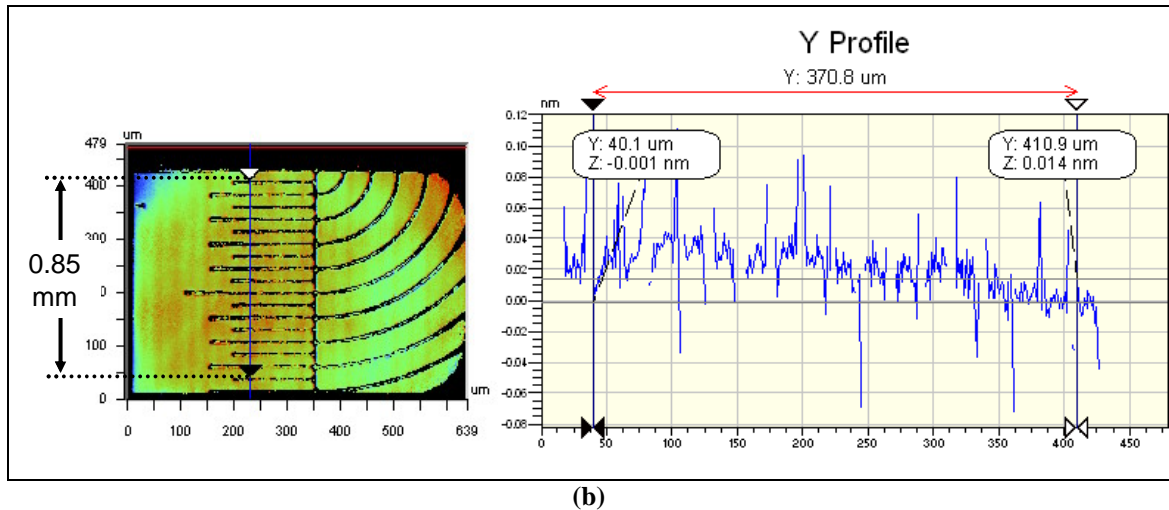 Y Profile
Y: 370.8 um
um
479
400
300
200
100
0
0.85
mm
um
0 100 200 300 400 500 639
nm
0.12
0.10
0.08
0.06
0.04
0.02
0.00
-0.02
-0.04
-0.06
-0.08
Y: 40.1 um
Z: -0.001 nm
Y: 410.9 um
Z: 0.014 nm
0 50 100 150 200 250 300 350 400 450
(b)